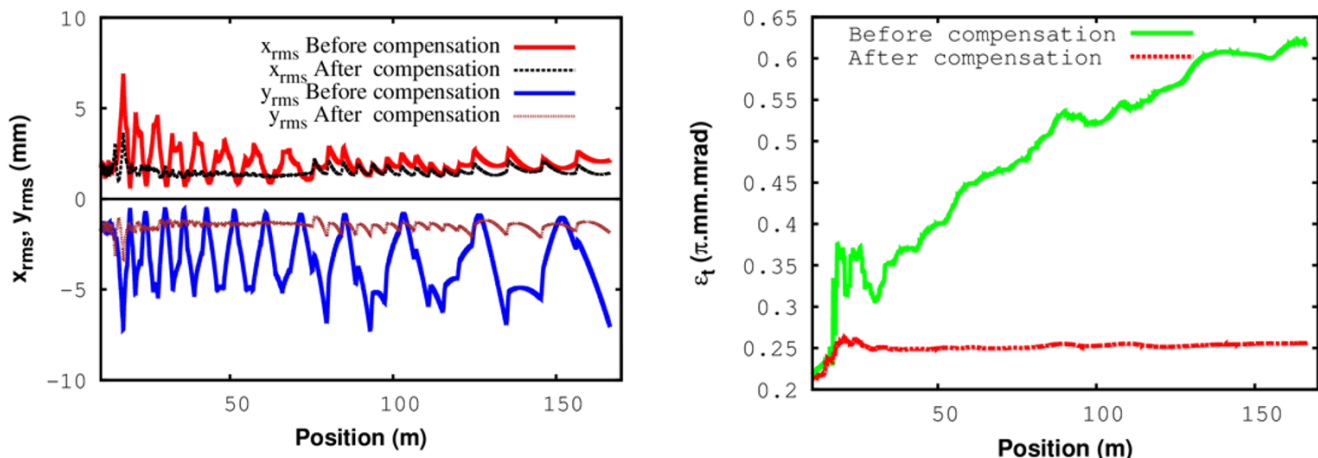 10
5
0
−5
−10
x_rms, y_rms (mm)
x_rms Before compensation
x_rms After compensation
y_rms Before compensation
y_rms After compensation
50
100
150
Position (m)
0.65
0.6
0.55
0.5
0.45
0.4
0.35
0.3
0.25
0.2
ε_t (π.mm.mrad)
Before compensation
After compensation
50
100
150
Position (m)